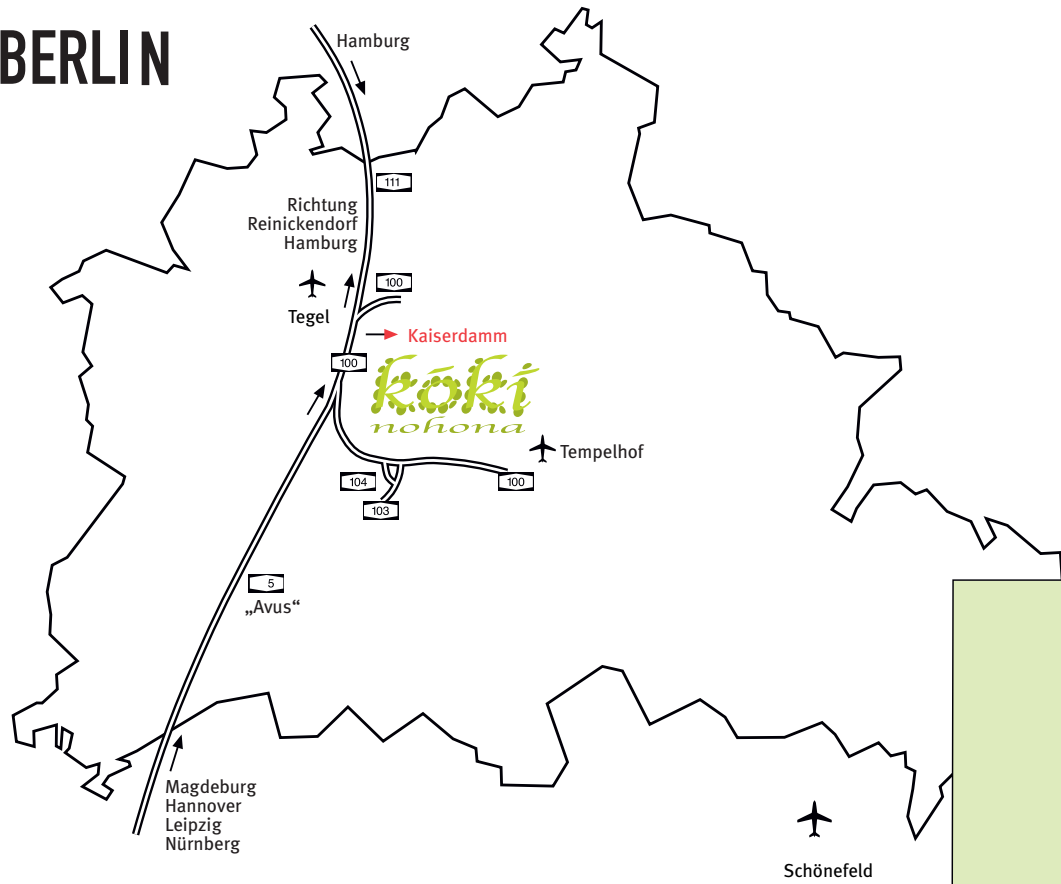 BERLIN
Hamburg
111
Richtung
Reinickendorf
Hamburg
100
Tegel
Kaiserdamm
100
kōkí
nohona
Tempelhof
104
100
103
5
„Avus“
Magdeburg
Hannover
Leipzig
Nürnberg
Schönefeld